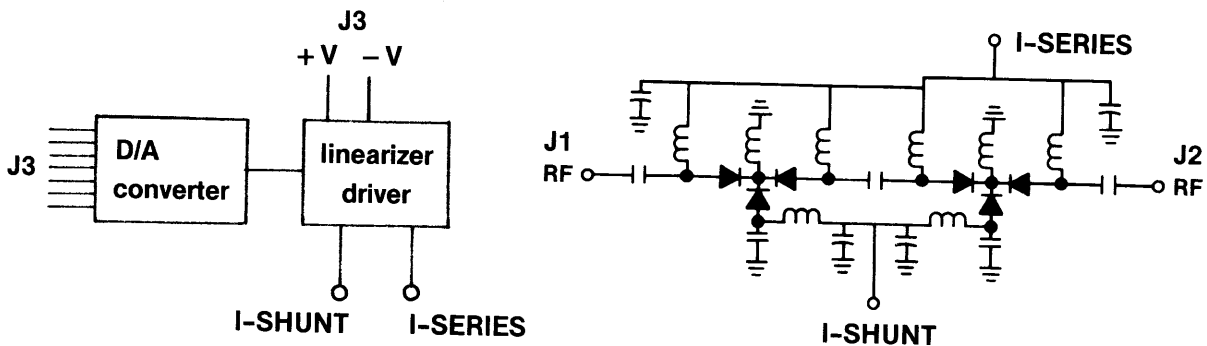 J3
+V -V
J3
D/A
converter
linearizer
driver
I-SHUNT
I-SERIES
I-SERIES
J1
RF
J2
RF
I-SHUNT